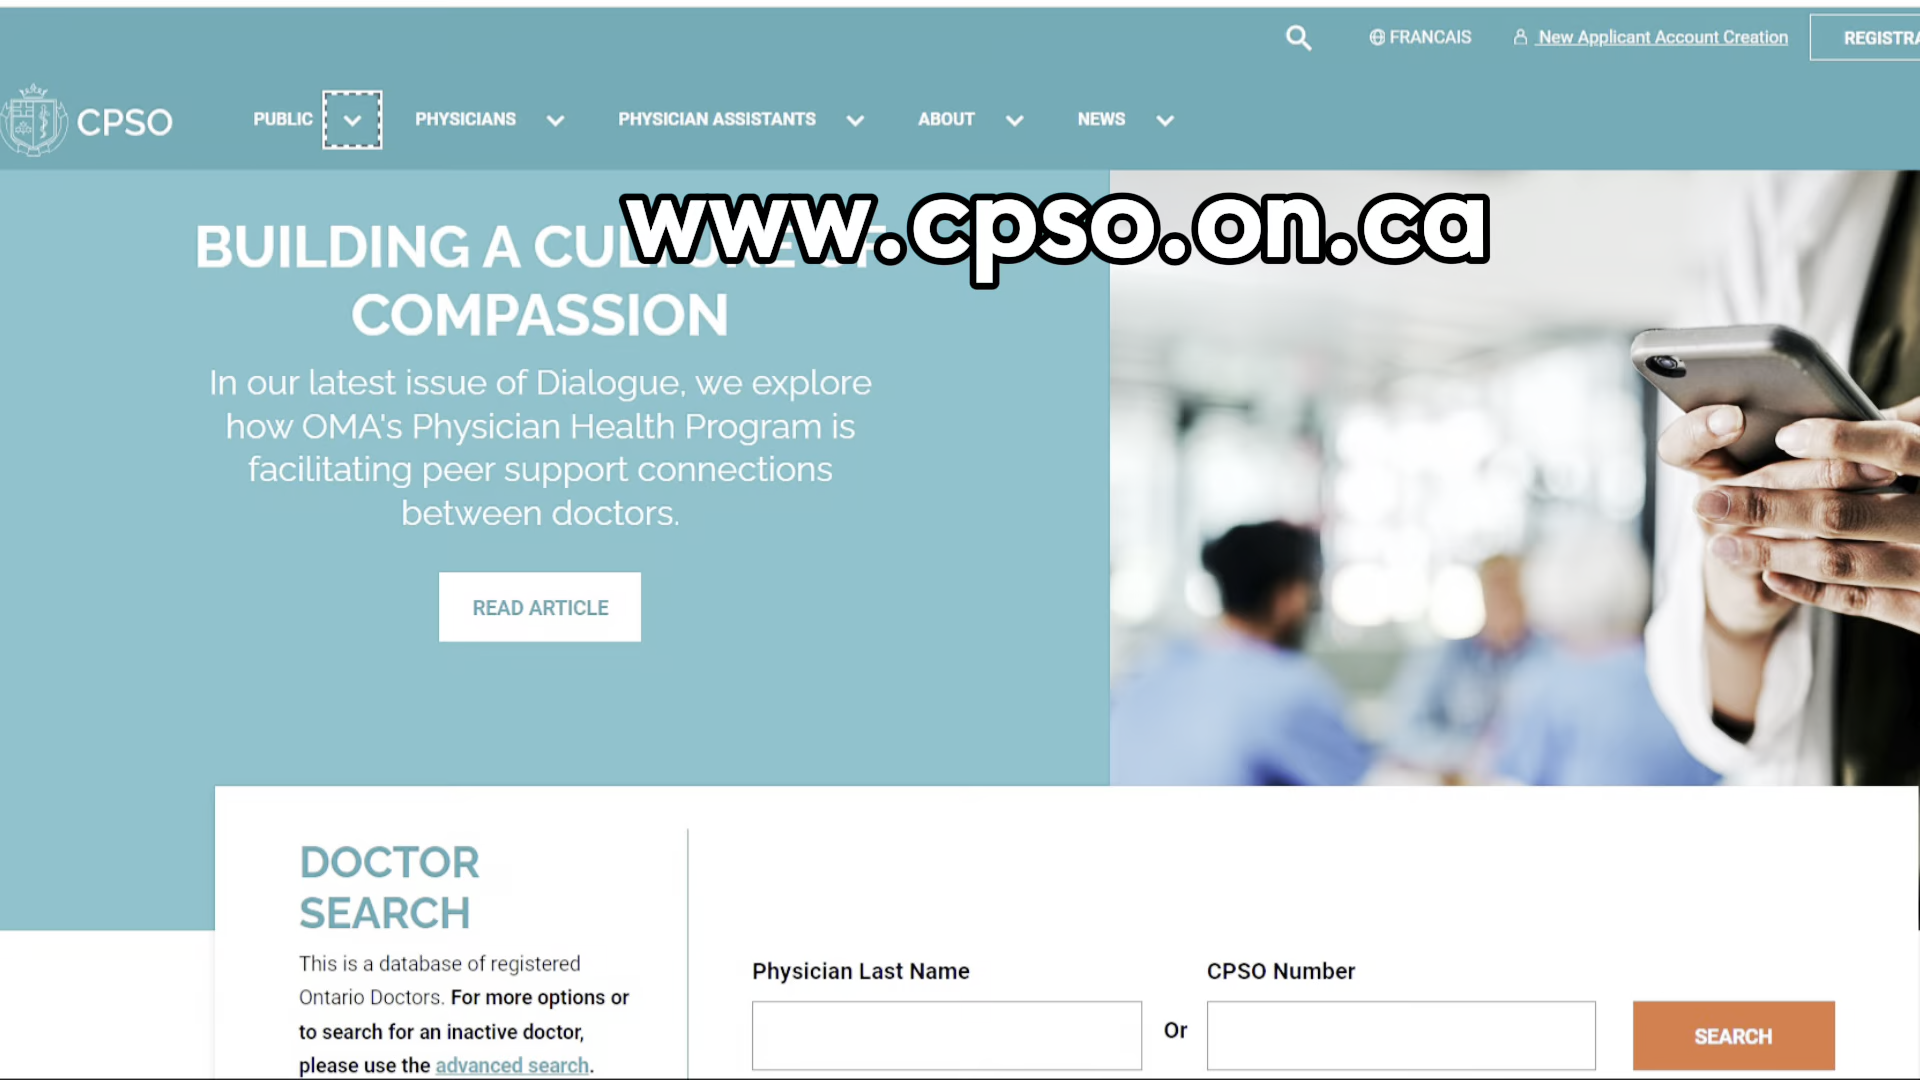 FRANCAIS
New Applicant Account Creation
REGISTRA
CPSO
PUBLIC
PHYSICIANS
PHYSICIAN ASSISTANTS
ABOUT
NEWS
www.cpso.on.ca
BUILDING A CULTURE OF
COMPASSION
In our latest issue of Dialogue, we explore
how OMA's Physician Health Program is
facilitating peer support connections
between doctors.
READ ARTICLE
DOCTOR
SEARCH
This is a database of registered
Ontario Doctors. For more options or
to search for an inactive doctor,
please use the advanced search.
Physician Last Name
Or
CPSO Number
SEARCH